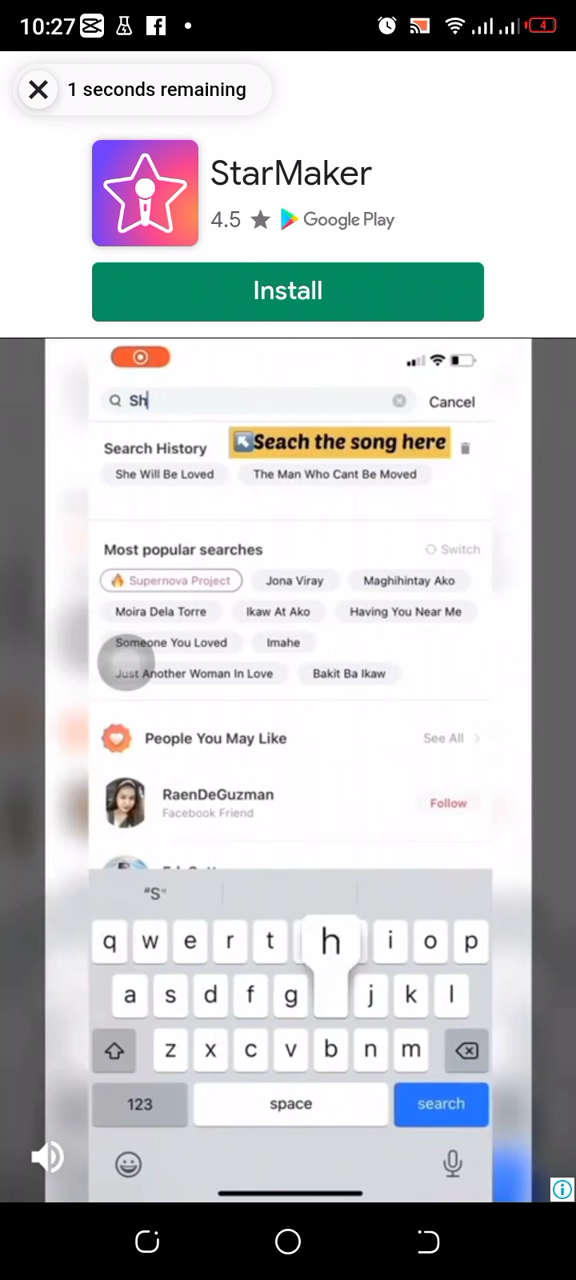 10:27
4
1 seconds remaining
StarMaker
4.5 ★ Google Play
Install
Sh
Cancel
Search History
Seach the song here
She Will Be Loved
The Man Who Cant Be Moved
Most popular searches
Switch
Supernova Project
Jona Viray
Maghihintay Ako
Moira Dela Torre
Ikaw At Ako
Having You Near Me
Someone You Loved
Imahe
Just Another Woman In Love
Bakit Ba Ikaw
People You May Like
See All
RaenDeGuzman
Facebook Friend
Follow
"S"
q w e r t h i o p
a s d f g j k l
z x c v b n m
123
space
search